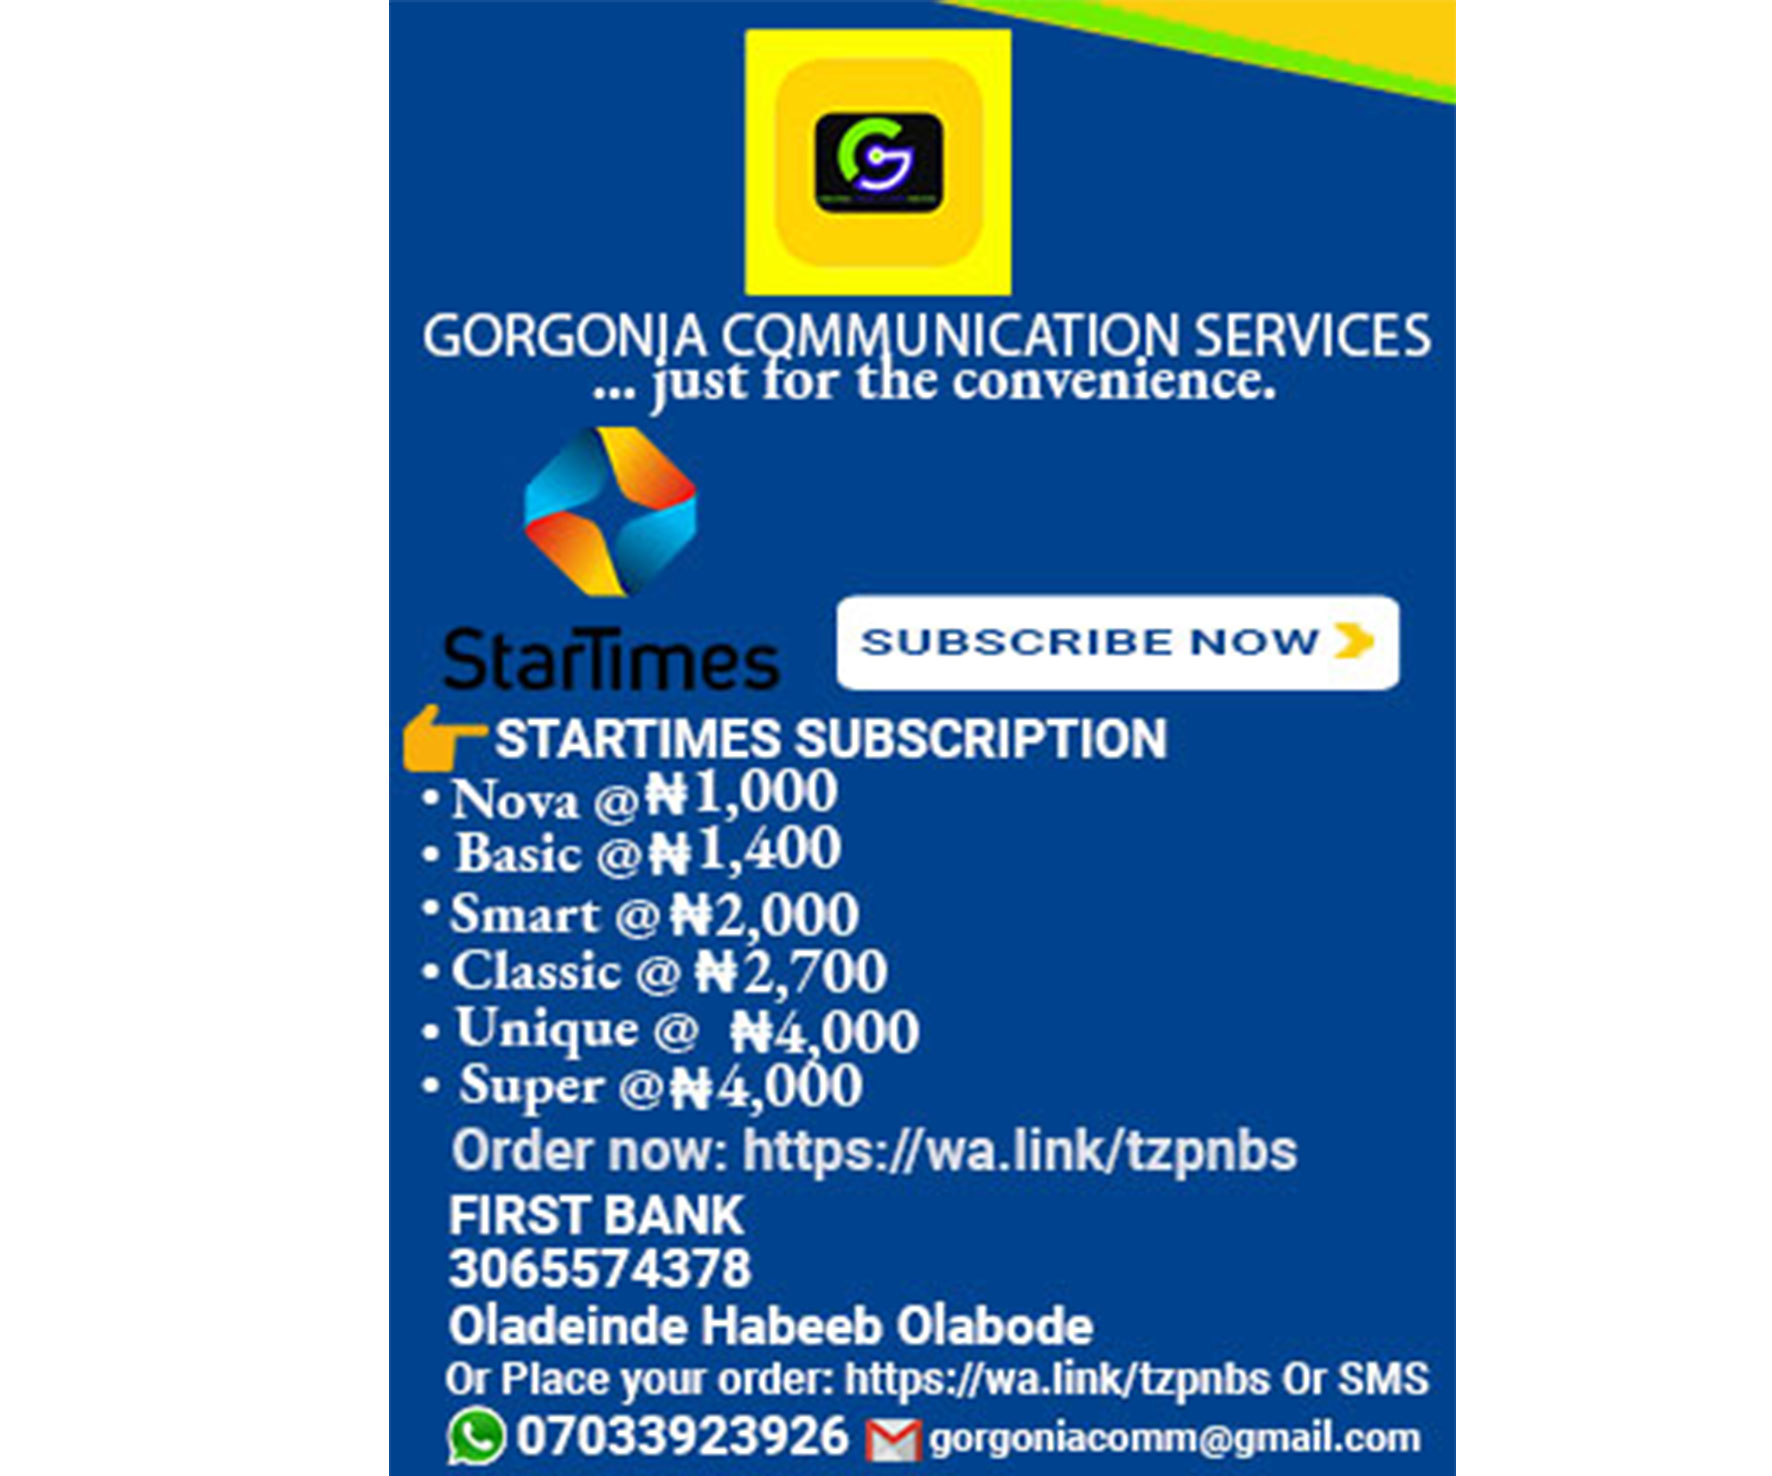 GORGONIA COMMUNICATION SERVICES
... just for the convenience.
StarTimes
SUBSCRIBE NOW
STARTIMES SUBSCRIPTION
• Nova @ ₦1,000
• Basic @ ₦1,400
• Smart @ ₦2,000
• Classic @ ₦2,700
• Unique @ ₦4,000
• Super @ ₦4,000
Order now: https://wa.link/tzpnbs
FIRST BANK
3065574378
Oladeinde Habeeb Olabode
Or Place your order: https://wa.link/tzpnbs Or SMS
07033923926 gorgoniacomm@gmail.com